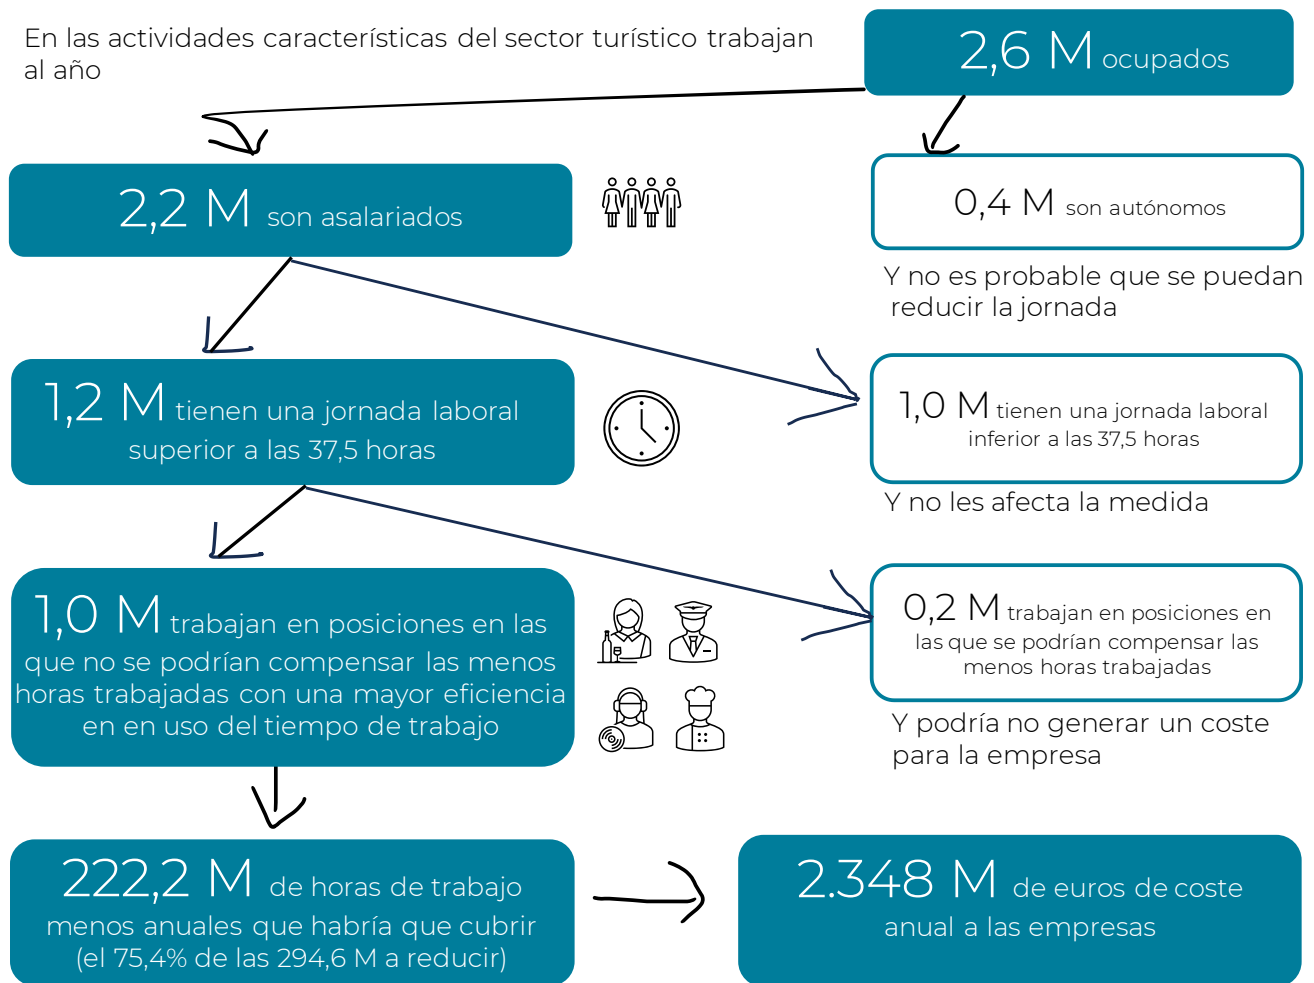 En las actividades características del sector turístico trabajan
al año
2,6 M ocupados
2,2 M son asalariados
0,4 M son autónomos
Y no es probable que se puedan
reducir la jornada
1,2 M tienen una jornada laboral
superior a las 37,5 horas
1,0 M tienen una jornada laboral
inferior a las 37,5 horas
Y no les afecta la medida
1,0 M trabajan en posiciones en las
que no se podrían compensar las menos
horas trabajadas con una mayor eficiencia
en en uso del tiempo de trabajo
0,2 M trabajan en posiciones en
las que se podrían compensar las
menos horas trabajadas
Y podría no generar un coste
para la empresa
222,2 M de horas de trabajo
menos anuales que habría que cubrir
(el 75,4% de las 294,6 M a reducir)
2.348 M de euros de coste
anual a las empresas